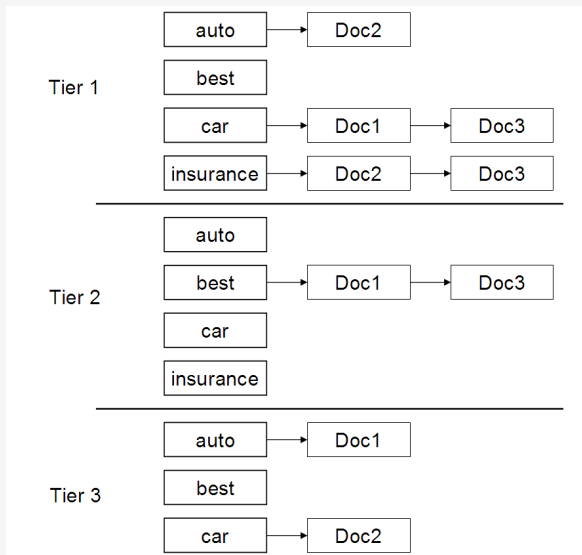 auto Doc2
Tier 1
best
car Doc1 Doc3
insurance Doc2 Doc3
auto
best Doc1 Doc3
Tier 2
car
insurance
auto Doc1
best
Tier 3
car Doc2